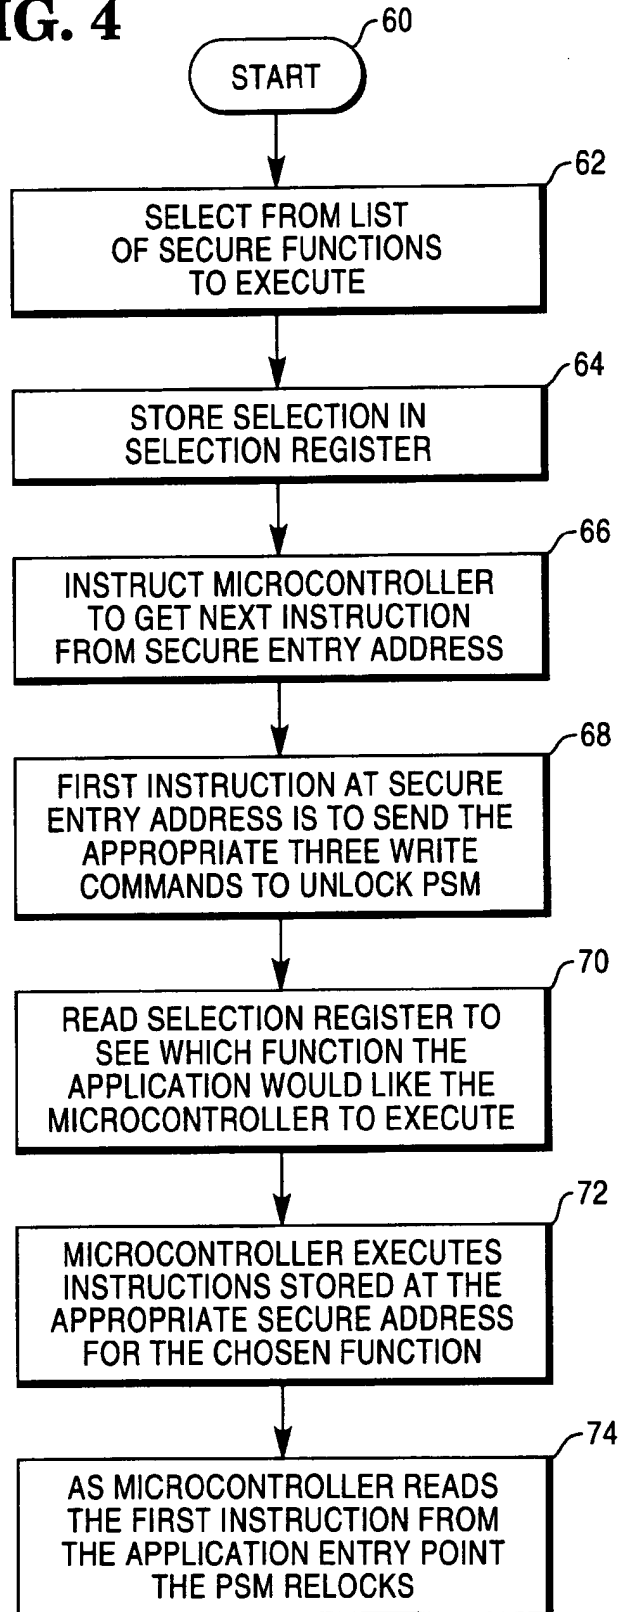 IG. 4
60
START
62
SELECT FROM LIST
OF SECURE FUNCTIONS
TO EXECUTE
64
STORE SELECTION IN
SELECTION REGISTER
66
INSTRUCT MICROCONTROLLER
TO GET NEXT INSTRUCTION
FROM SECURE ENTRY ADDRESS
68
FIRST INSTRUCTION AT SECURE
ENTRY ADDRESS IS TO SEND THE
APPROPRIATE THREE WRITE
COMMANDS TO UNLOCK PSM
70
READ SELECTION REGISTER TO
SEE WHICH FUNCTION THE
APPLICATION WOULD LIKE THE
MICROCONTROLLER TO EXECUTE
72
MICROCONTROLLER EXECUTES
INSTRUCTIONS STORED AT THE
APPROPRIATE SECURE ADDRESS
FOR THE CHOSEN FUNCTION
74
AS MICROCONTROLLER READS
THE FIRST INSTRUCTION FROM
THE APPLICATION ENTRY POINT
THE PSM RELOCKS